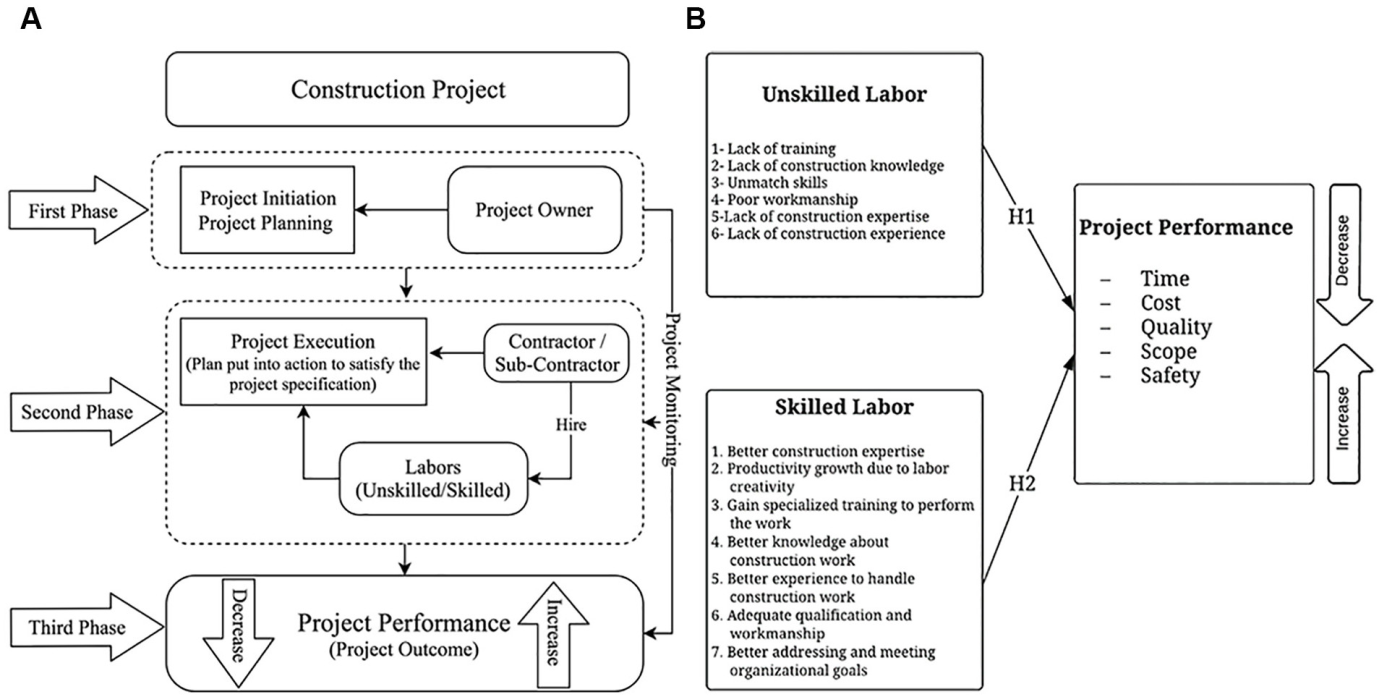 A
Construction Project
First Phase
Project Initiation
Project Planning
Project Owner
Second Phase
Project Execution
(Plan put into action to satisfy the
project specification)
Contractor /
Sub-Contractor
Hire
Labors
(Unskilled/Skilled)
Project Monitoring
Third Phase
Decrease
Project Performance
(Project Outcome)
Increase
B
Unskilled Labor
1- Lack of training
2- Lack of construction knowledge
3- Unmatch skills
4- Poor workmanship
5-Lack of construction expertise
6- Lack of construction experience
H1
Skilled Labor
1. Better construction expertise
2. Productivity growth due to labor
creativity
3. Gain specialized training to perform
the work
4. Better knowledge about
construction work
5. Better experience to handle
construction work
6. Adequate qualification and
workmanship
7. Better addressing and meeting
organizational goals
H2
Project Performance
– Time
– Cost
– Quality
– Scope
– Safety
Decrease
Increase